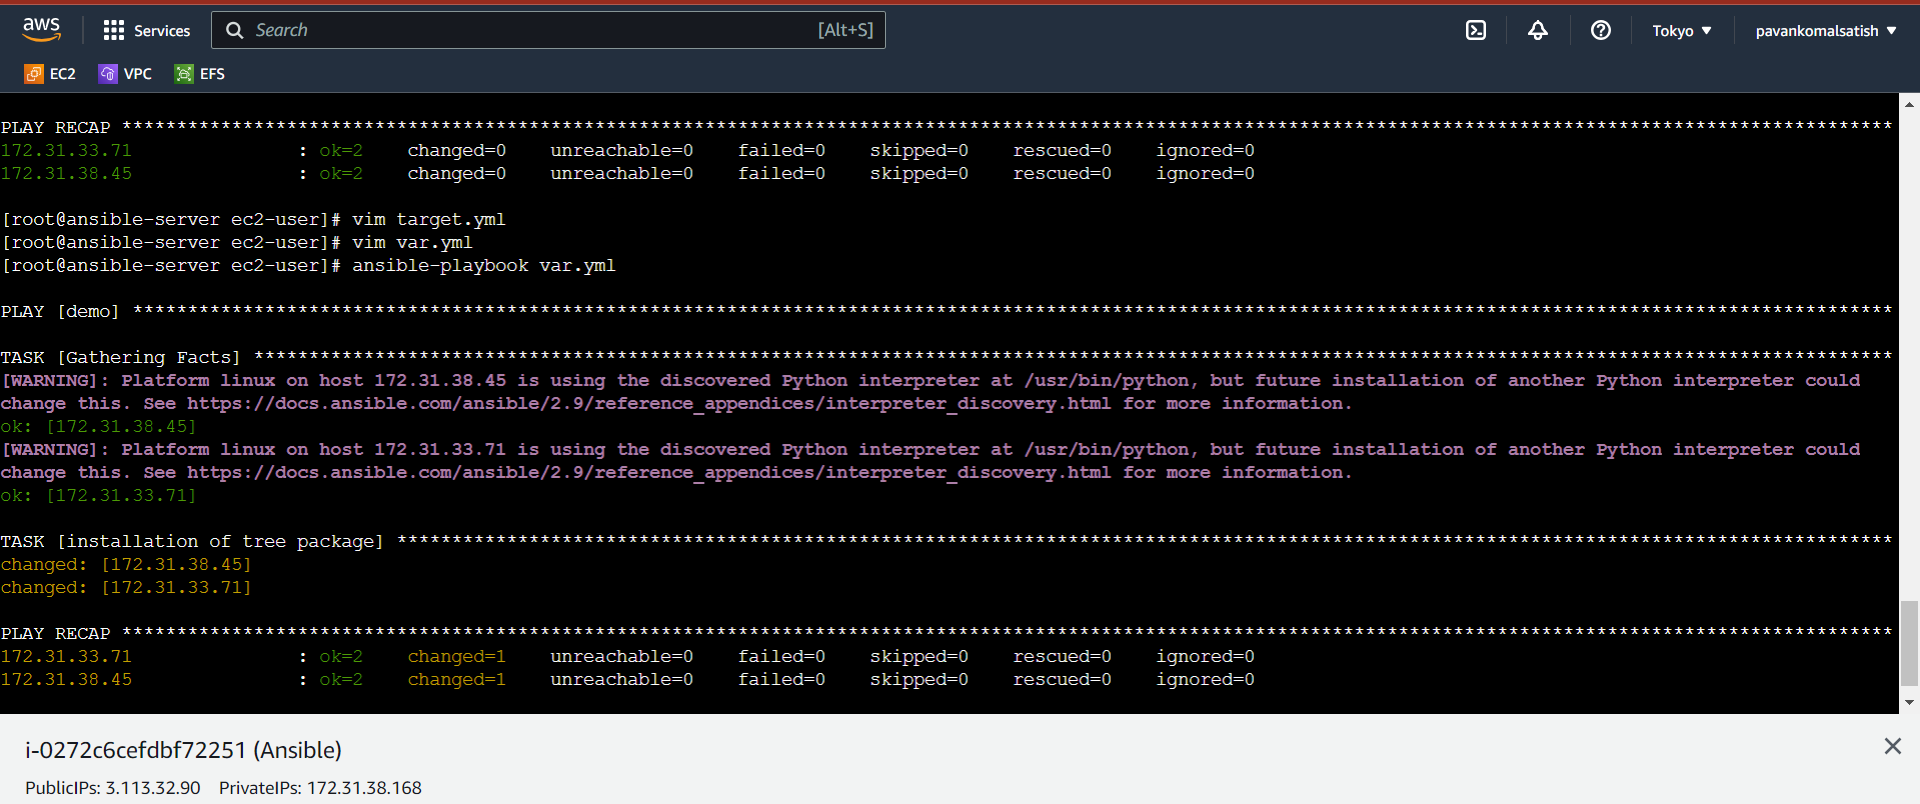 aws Services Search [Alt+S] Tokyo ▼ pavankomalsatish ▼
EC2 VPC EFS
PLAY RECAP ****************************************************************************************************************************************************************
172.31.33.71 : ok=2 changed=0 unreachable=0 failed=0 skipped=0 rescued=0 ignored=0
172.31.38.45 : ok=2 changed=0 unreachable=0 failed=0 skipped=0 rescued=0 ignored=0
[root@ansible-server ec2-user]# vim target.yml
[root@ansible-server ec2-user]# vim var.yml
[root@ansible-server ec2-user]# ansible-playbook var.yml
PLAY [demo] ***************************************************************************************************************************************************************
TASK [Gathering Facts] ****************************************************************************************************************************************************
[WARNING]: Platform linux on host 172.31.38.45 is using the discovered Python interpreter at /usr/bin/python, but future installation of another Python interpreter could
change this. See https://docs.ansible.com/ansible/2.9/reference_appendices/interpreter_discovery.html for more information.
ok: [172.31.38.45]
[WARNING]: Platform linux on host 172.31.33.71 is using the discovered Python interpreter at /usr/bin/python, but future installation of another Python interpreter could
change this. See https://docs.ansible.com/ansible/2.9/reference_appendices/interpreter_discovery.html for more information.
ok: [172.31.33.71]
TASK [installation of tree package] ***************************************************************************************************************************************
changed: [172.31.38.45]
changed: [172.31.33.71]
PLAY RECAP ****************************************************************************************************************************************************************
172.31.33.71 : ok=2 changed=1 unreachable=0 failed=0 skipped=0 rescued=0 ignored=0
172.31.38.45 : ok=2 changed=1 unreachable=0 failed=0 skipped=0 rescued=0 ignored=0
i-0272c6cefdbf72251 (Ansible)
PublicIPs: 3.113.32.90 PrivateIPs: 172.31.38.168